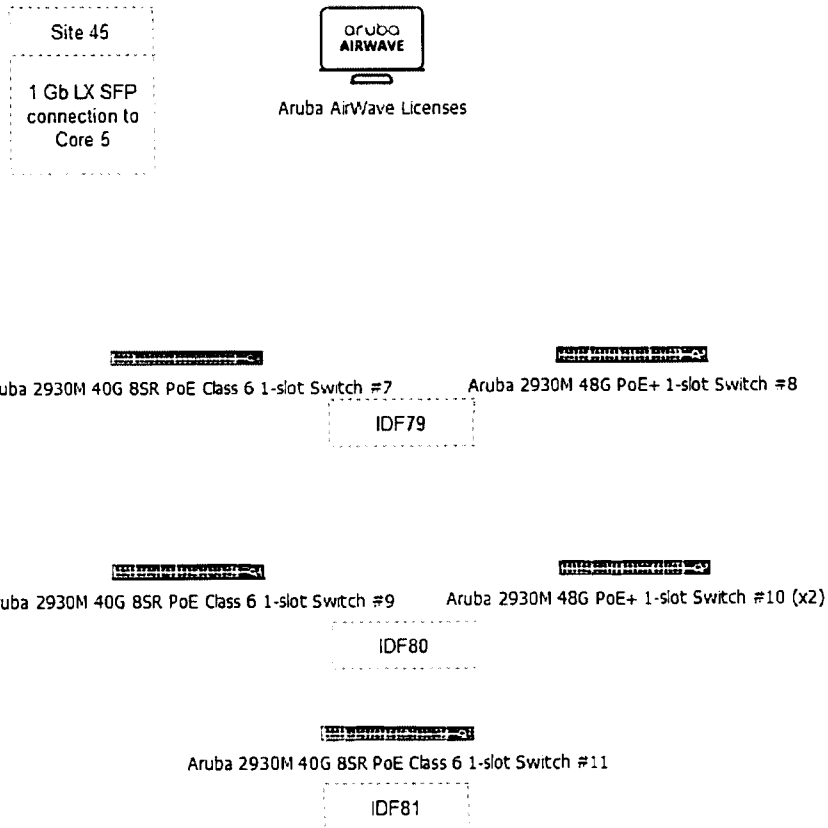 Site 45
1 Gb LX SFP
connection to
Core 5
aruba
AIRWAVE
Aruba AirWave Licenses
uba 2930M 40G 8SR PoE Class 6 1-slot Switch #7
Aruba 2930M 48G PoE+ 1-slot Switch #8
IDF79
uba 2930M 40G 8SR PoE Class 6 1-slot Switch #9
Aruba 2930M 48G PoE+ 1-slot Switch #10 (x2)
IDF80
Aruba 2930M 40G 8SR PoE Class 6 1-slot Switch #11
IDF81